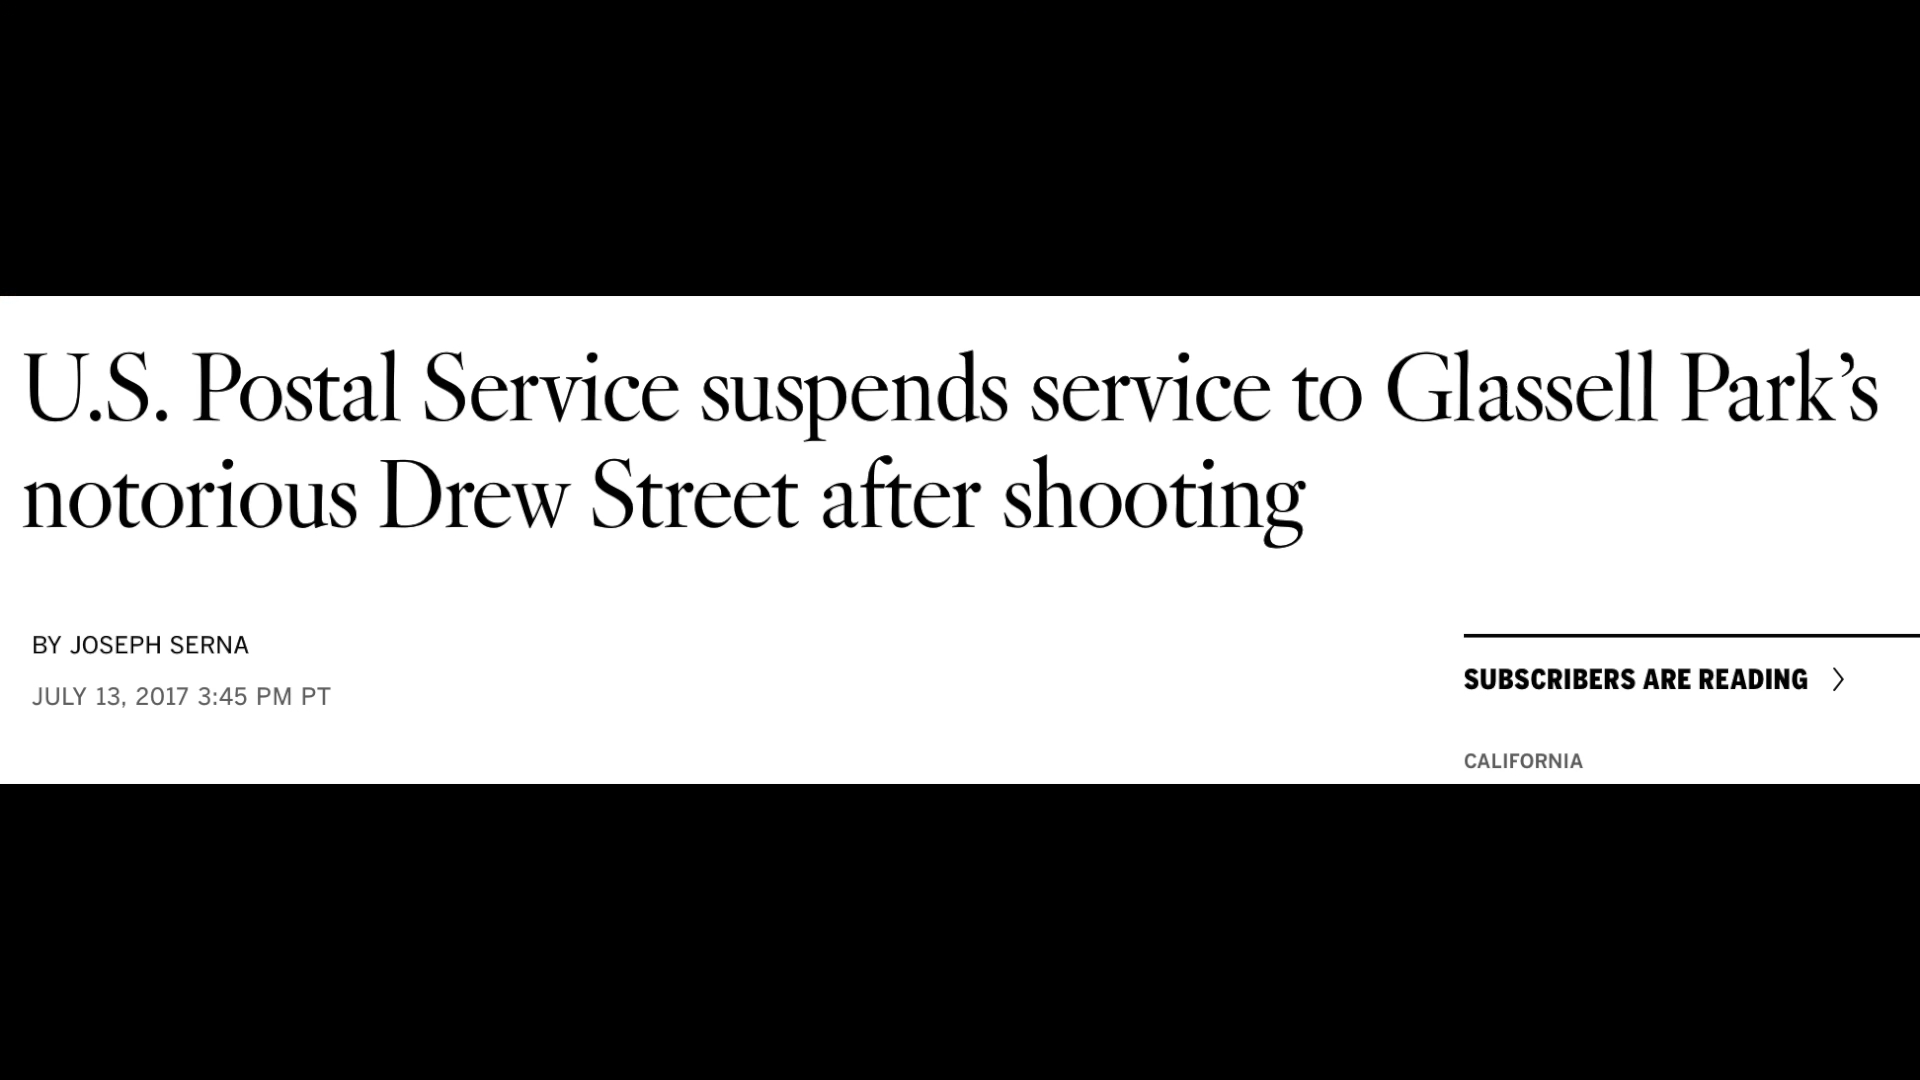 U.S. Postal Service suspends service to Glassell Park’s
notorious Drew Street after shooting
BY JOSEPH SERNA
JULY 13, 2017 3:45 PM PT
SUBSCRIBERS ARE READING
CALIFORNIA